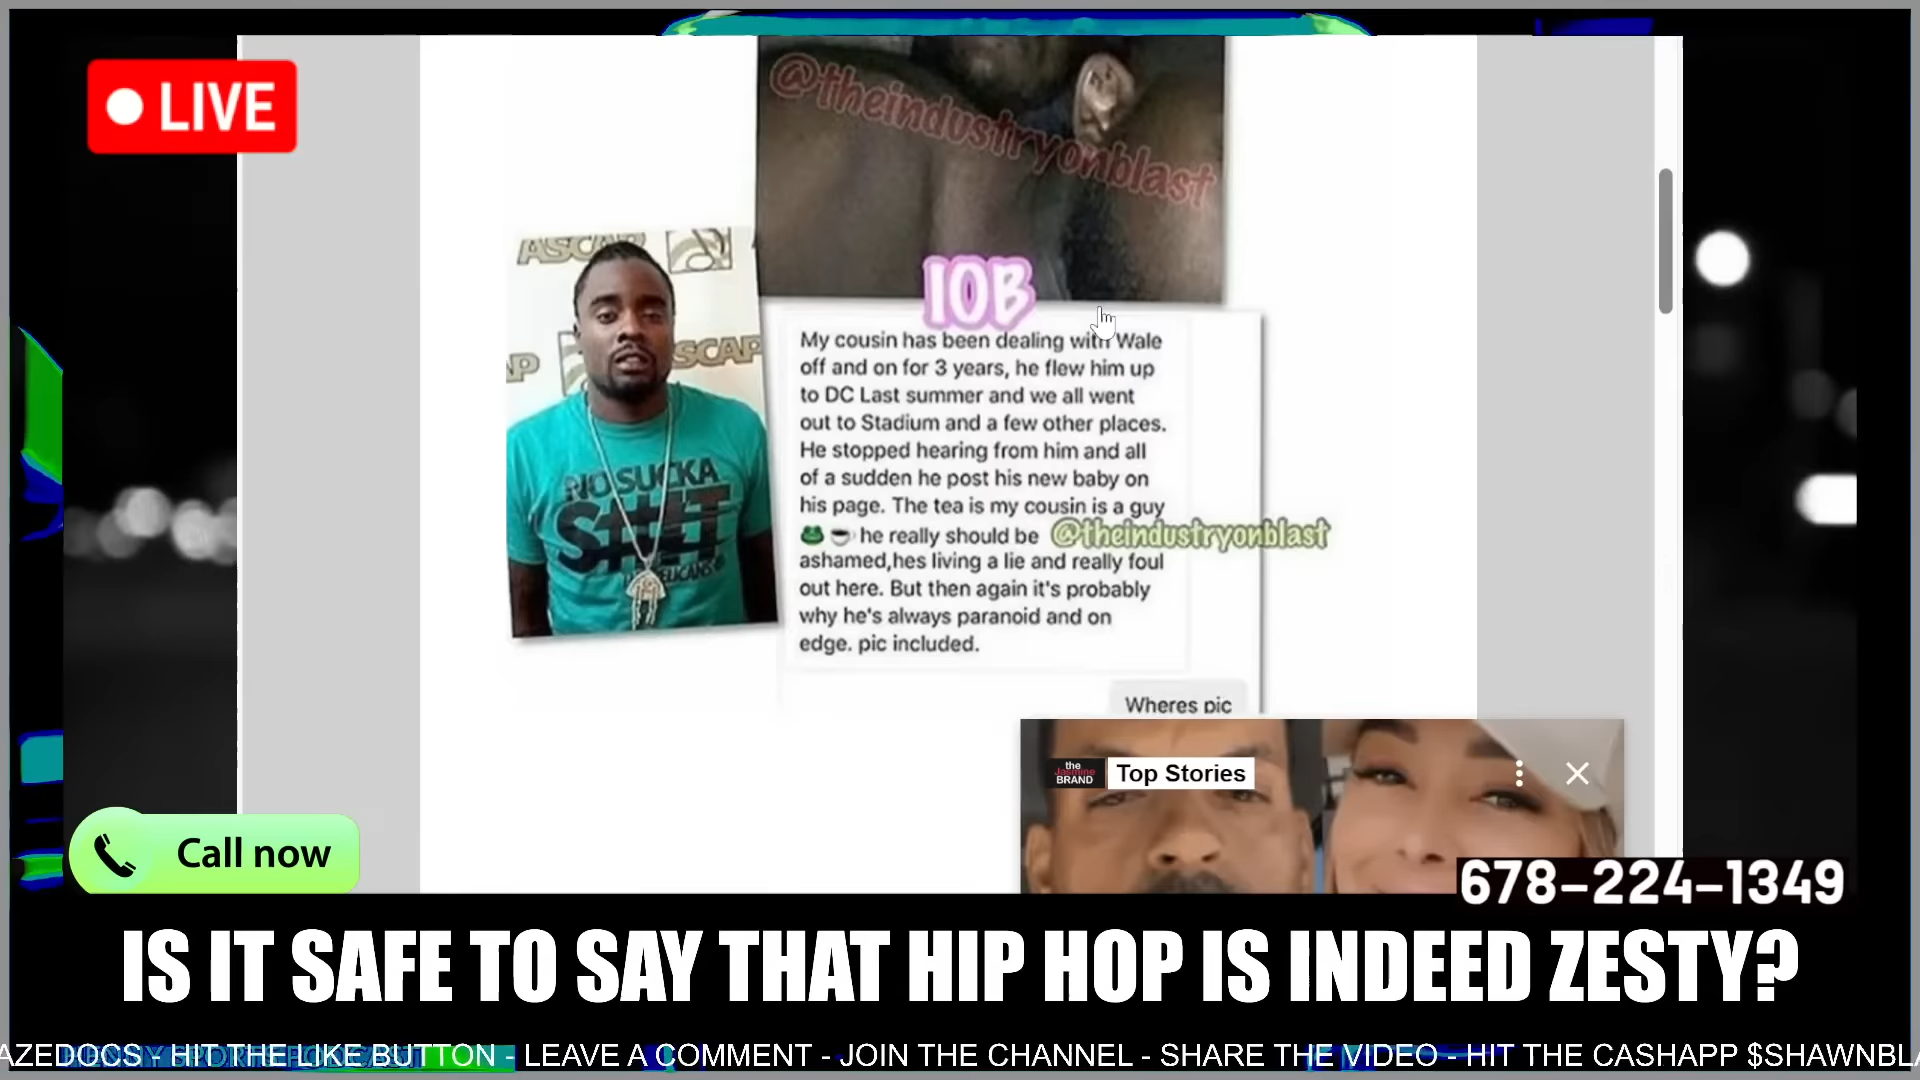 LIVE
@theindustryonblast
ASCAP
ASCAP
NO SUCKA
IOB
My cousin has been dealing with Wale
off and on for 3 years, he flew him up
to DC Last summer and we all went
out to Stadium and a few other places.
He stopped hearing from him and all
of a sudden he post his new baby on
his page. The tea is my cousin is a guy
🐸 ☕ he really should be
@theindustryonblast
ashamed,hes living a lie and really foul
out here. But then again it's probably
why he's always paranoid and on
edge. pic included.
Wheres pic
the
Jasmine
BRAND
Top Stories
Call now
678-224-1349
IS IT SAFE TO SAY THAT HIP HOP IS INDEED ZESTY?
AZEDOCS - HIT THE LIKE BUTTON - LEAVE A COMMENT - JOIN THE CHANNEL - SHARE THE VIDEO - HIT THE CASHAPP $SHAWNBLA